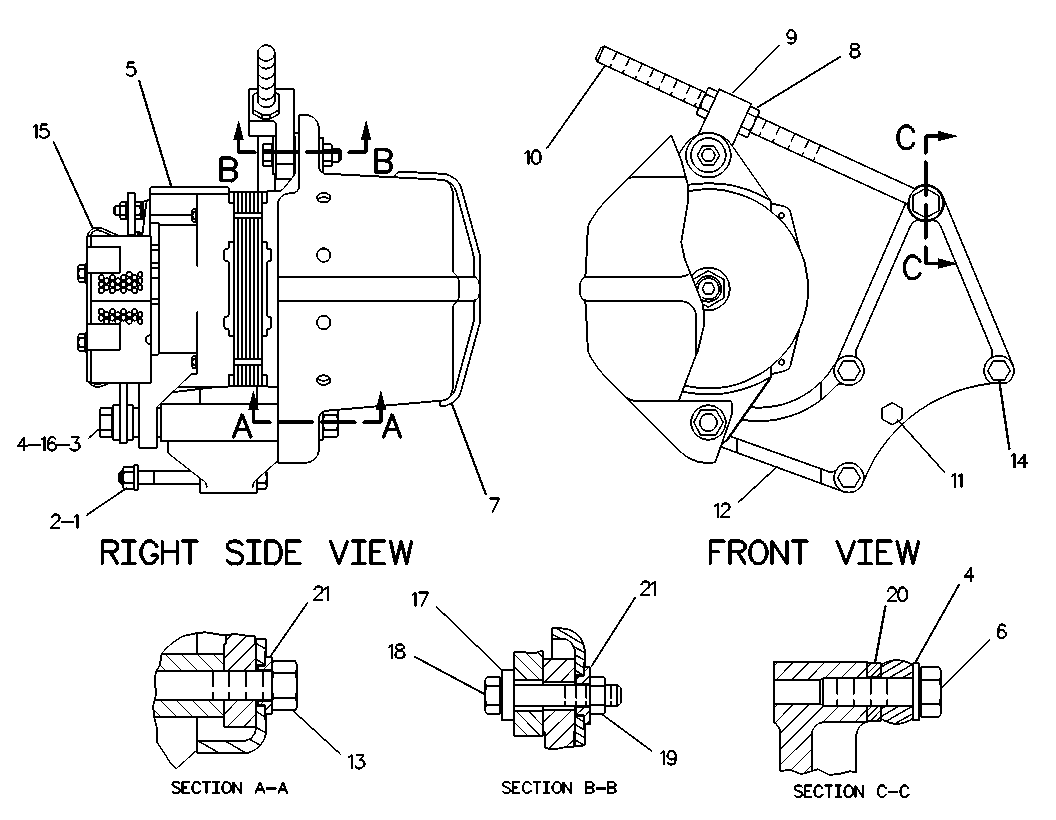 5
15
B
B
4-16-3
A
A
2-1
7
RIGHT SIDE VIEW
9
8
10
C
C
11
14
12
FRONT VIEW
21
13
SECTION A-A
17
21
18
19
SECTION B-B
20
4
6
SECTION C-C